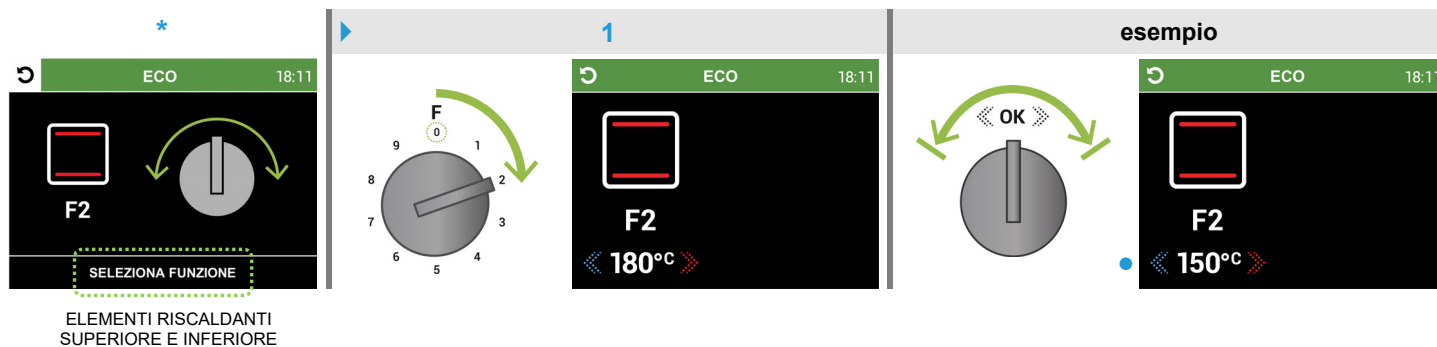 *
1
esempio
ECO 18:11
F2
SELEZIONA FUNZIONE
ELEMENTI RISCALDANTI
SUPERIORE E INFERIORE
F
0
1
2
3
4
5
6
7
8
9
ECO 18:11
F2
180°C
OK
ECO 18:11
F2
150°C